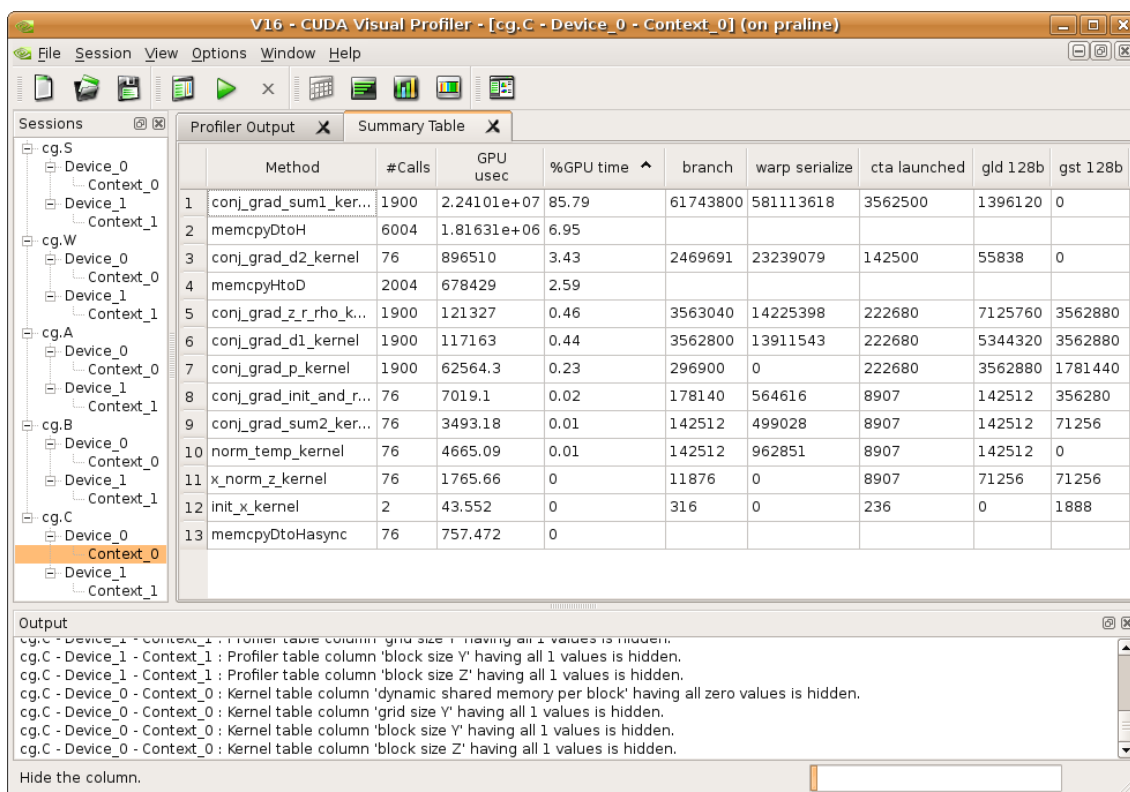 V16 - CUDA Visual Profiler - [cg.C - Device_0 - Context_0] (on praline)
File Session View Options Window Help
Sessions
cg.S
Device_0
Context_0
Device_1
Context_1
cg.W
Device_0
Context_0
Device_1
Context_1
cg.A
Device_0
Context_0
Device_1
Context_1
cg.B
Device_0
Context_0
Device_1
Context_1
cg.C
Device_0
Context_0
Device_1
Context_1
Profiler Output X Summary Table X
Method #Calls GPU usec %GPU time branch warp serialize cta launched gld 128b gst 128b
1 conj_grad_sum1_ker... 1900 2.24101e+07 85.79 61743800 581113618 3562500 1396120 0
2 memcpyDtoH 6004 1.81631e+06 6.95
3 conj_grad_d2_kernel 76 896510 3.43 2469691 23239079 142500 55838 0
4 memcpyHtoD 2004 678429 2.59
5 conj_grad_z_r_rho_k... 1900 121327 0.46 3563040 14225398 222680 7125760 3562880
6 conj_grad_d1_kernel 1900 117163 0.44 3562800 13911543 222680 5344320 3562880
7 conj_grad_p_kernel 1900 62564.3 0.23 296900 0 222680 3562880 1781440
8 conj_grad_init_and_r... 76 7019.1 0.02 178140 564616 8907 142512 356280
9 conj_grad_sum2_ker... 76 3493.18 0.01 142512 499028 8907 142512 71256
10 norm_temp_kernel 76 4665.09 0.01 142512 962851 8907 142512 0
11 x_norm_z_kernel 76 1765.66 0 11876 0 8907 71256 71256
12 init_x_kernel 2 43.552 0 316 0 236 0 1888
13 memcpyDtoHasync 76 757.472 0
Output
cg.C - Device_1 - Context_1 : Profiler table column 'grid size Y' having all 1 values is hidden.
cg.C - Device_1 - Context_1 : Profiler table column 'block size Y' having all 1 values is hidden.
cg.C - Device_1 - Context_1 : Profiler table column 'block size Z' having all 1 values is hidden.
cg.C - Device_0 - Context_0 : Kernel table column 'dynamic shared memory per block' having all zero values is hidden.
cg.C - Device_0 - Context_0 : Kernel table column 'grid size Y' having all 1 values is hidden.
cg.C - Device_0 - Context_0 : Kernel table column 'block size Y' having all 1 values is hidden.
cg.C - Device_0 - Context_0 : Kernel table column 'block size Z' having all 1 values is hidden.
Hide the column.